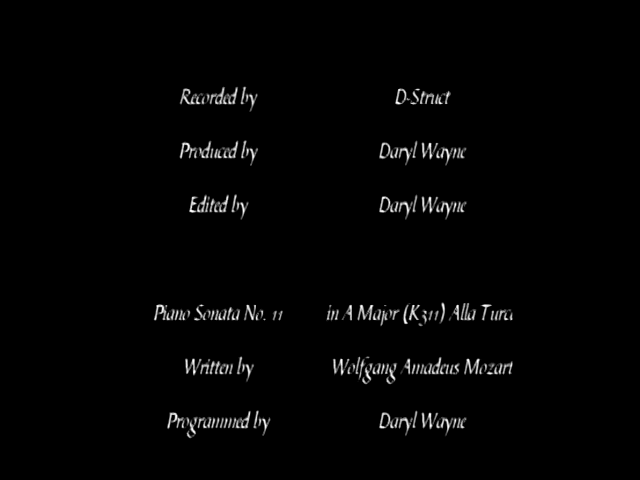 Recorded by D-Struct
Produced by Daryl Wayne
Edited by Daryl Wayne
Piano Sonata No. 11 in A Major (K311) Alla Turc
Written by Wolfgang Amadeus Mozart
Programmed by Daryl Wayne